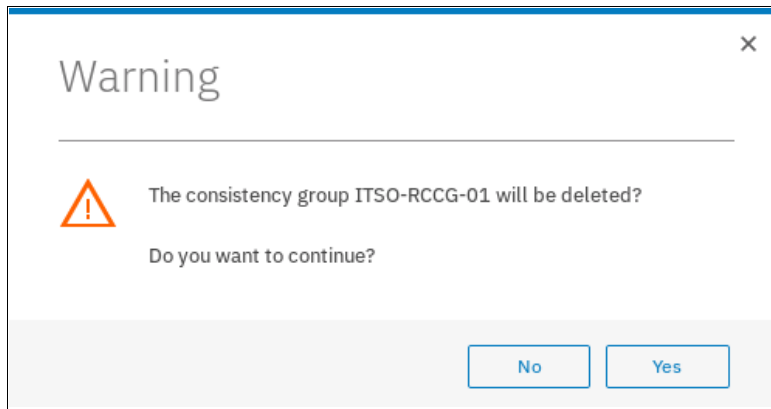 Warning
The consistency group ITSO-RCCG-01 will be deleted?
Do you want to continue?
No
Yes